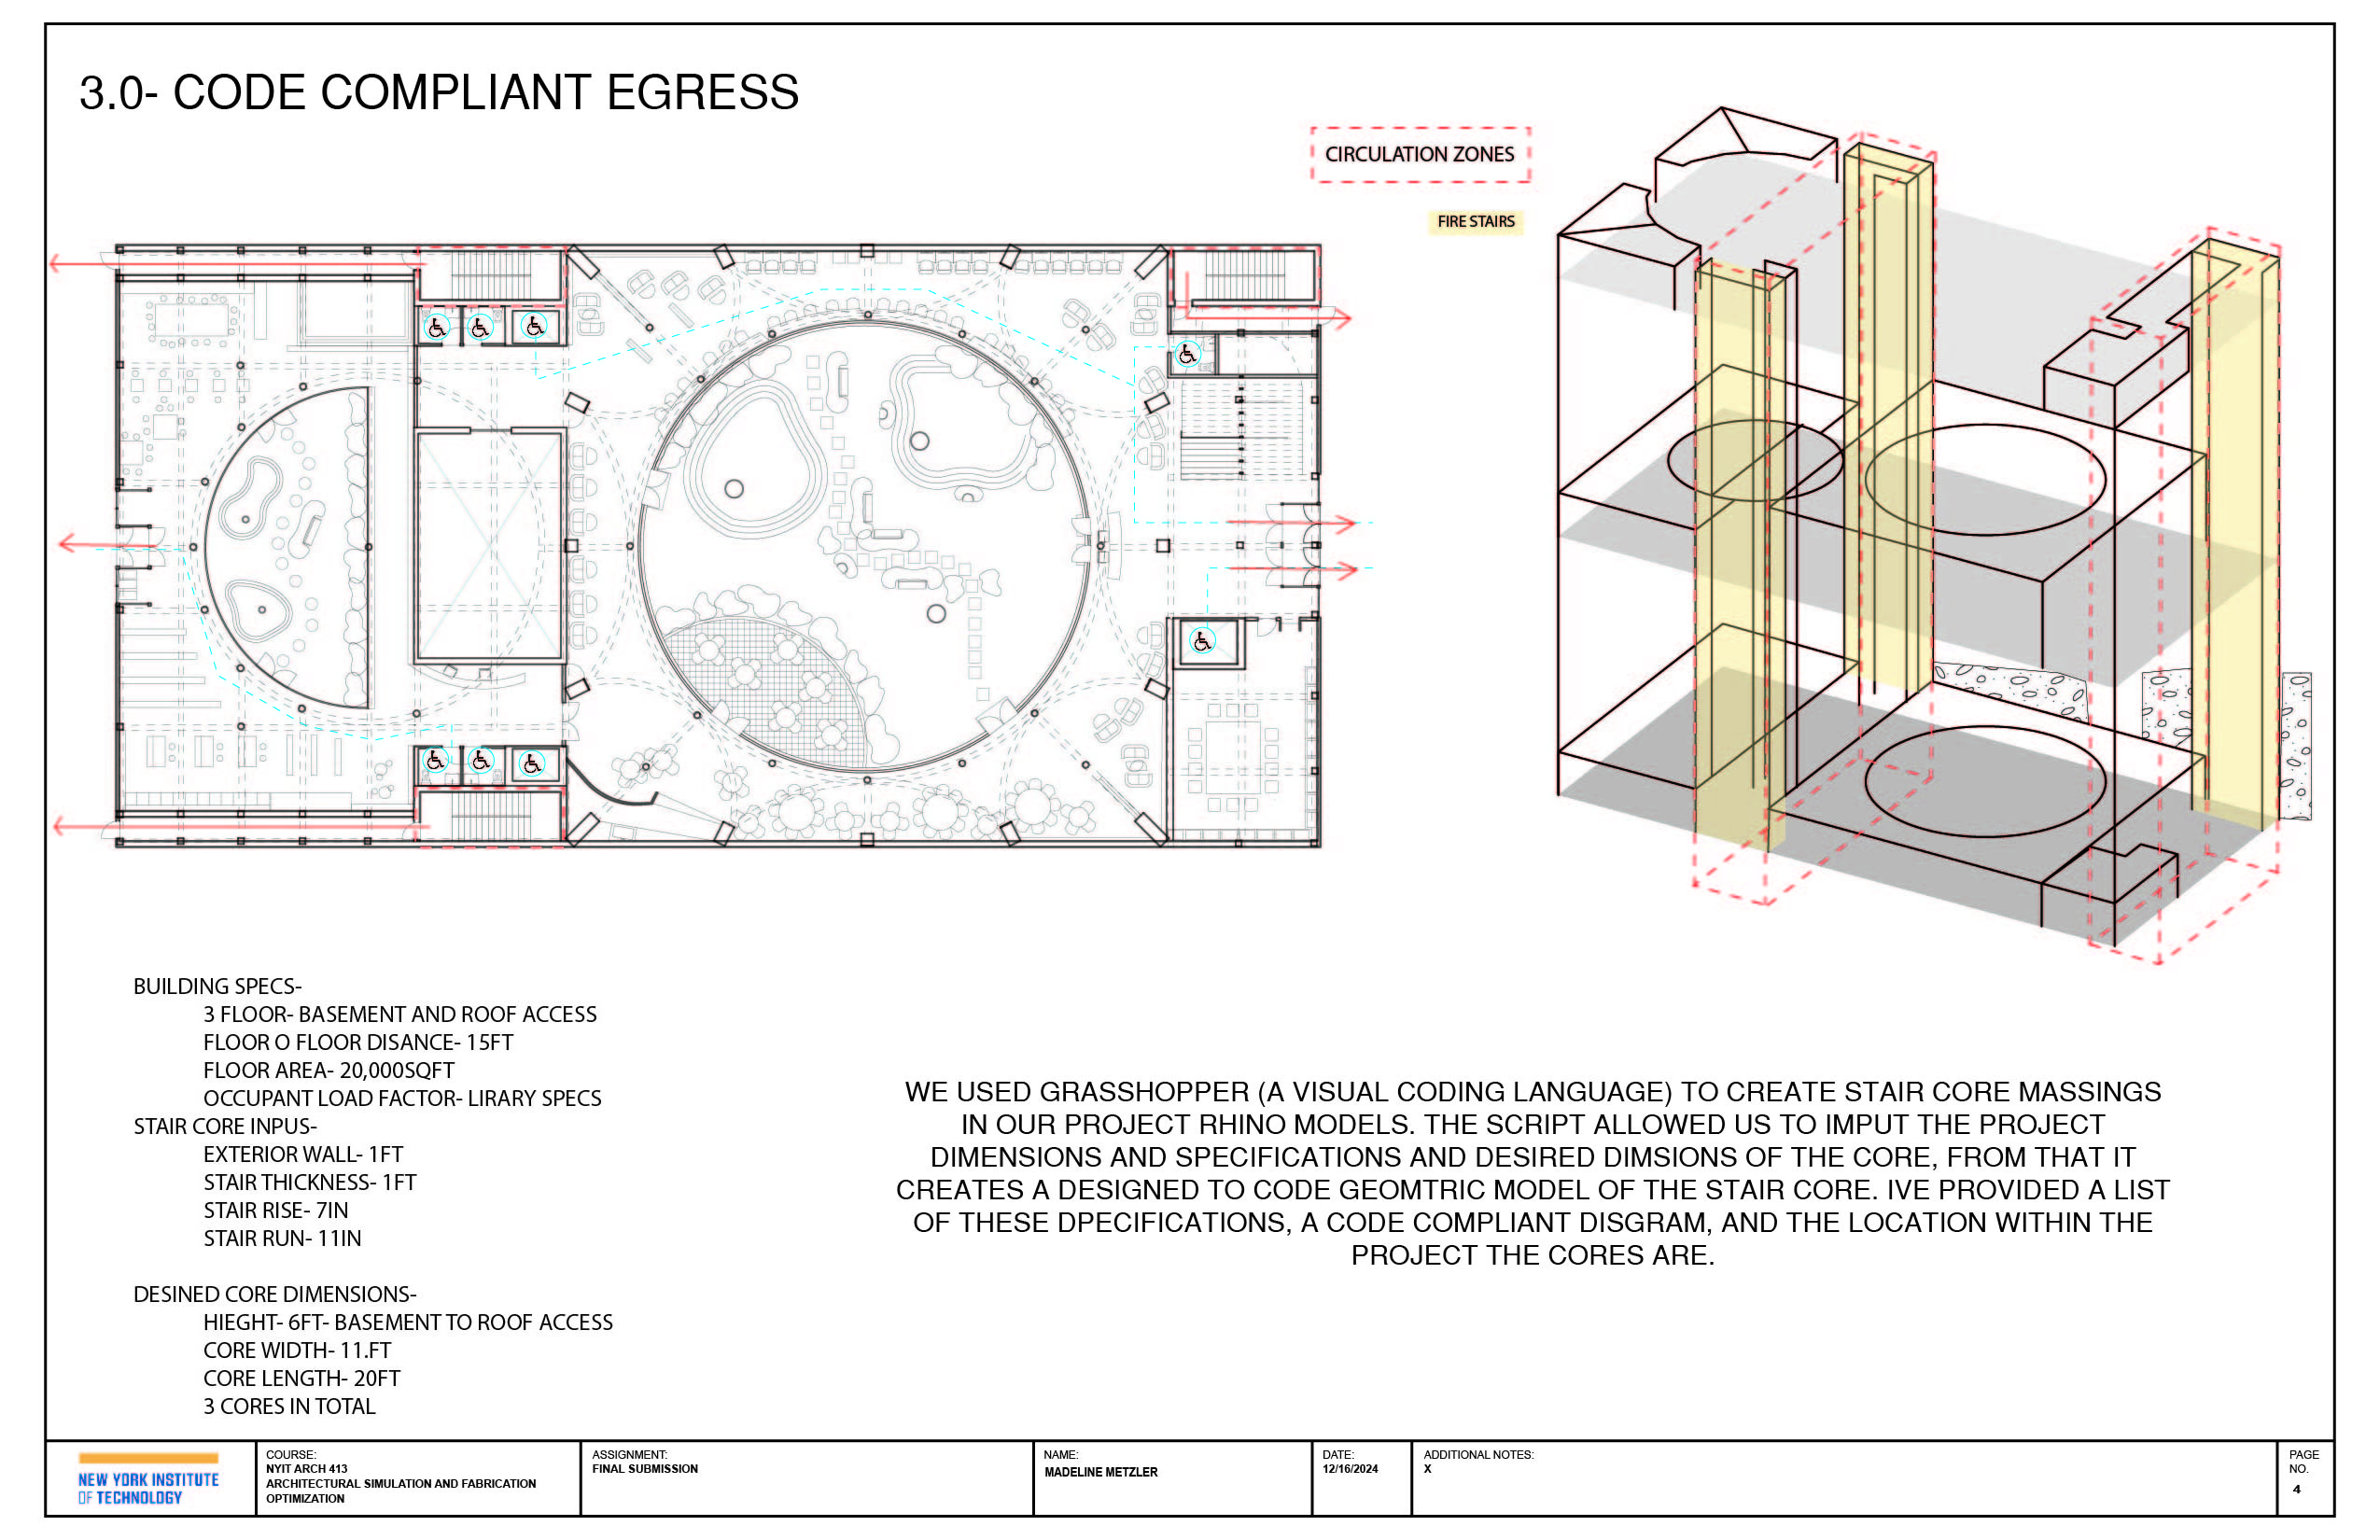 3.0- CODE COMPLIANT EGRESS
CIRCULATION ZONES
FIRE STAIRS
BUILDING SPECS-
3 FLOOR- BASEMENT AND ROOF ACCESS
FLOOR O FLOOR DISANCE- 15FT
FLOOR AREA- 20,000SQFT
OCCUPANT LOAD FACTOR- LIRARY SPECS
STAIR CORE INPUS-
EXTERIOR WALL- 1FT
STAIR THICKNESS- 1FT
STAIR RISE- 7IN
STAIR RUN- 11IN
DESINED CORE DIMENSIONS-
HIEGHT- 6FT- BASEMENT TO ROOF ACCESS
CORE WIDTH- 11.FT
CORE LENGTH- 20FT
3 CORES IN TOTAL
WE USED GRASSHOPPER (A VISUAL CODING LANGUAGE) TO CREATE STAIR CORE MASSINGS
IN OUR PROJECT RHINO MODELS. THE SCRIPT ALLOWED US TO IMPUT THE PROJECT
DIMENSIONS AND SPECIFICATIONS AND DESIRED DIMSIONS OF THE CORE, FROM THAT IT
CREATES A DESIGNED TO CODE GEOMTRIC MODEL OF THE STAIR CORE. IVE PROVIDED A LIST
OF THESE DPECIFICATIONS, A CODE COMPLIANT DISGRAM, AND THE LOCATION WITHIN THE
PROJECT THE CORES ARE.
NEW YORK INSTITUTE
OF TECHNOLOGY
COURSE:
NYIT ARCH 413
ARCHITECTURAL SIMULATION AND FABRICATION
OPTIMIZATION
ASSIGNMENT:
FINAL SUBMISSION
NAME:
MADELINE METZLER
DATE:
12/16/2024
ADDITIONAL NOTES:
X
PAGE
NO.
4